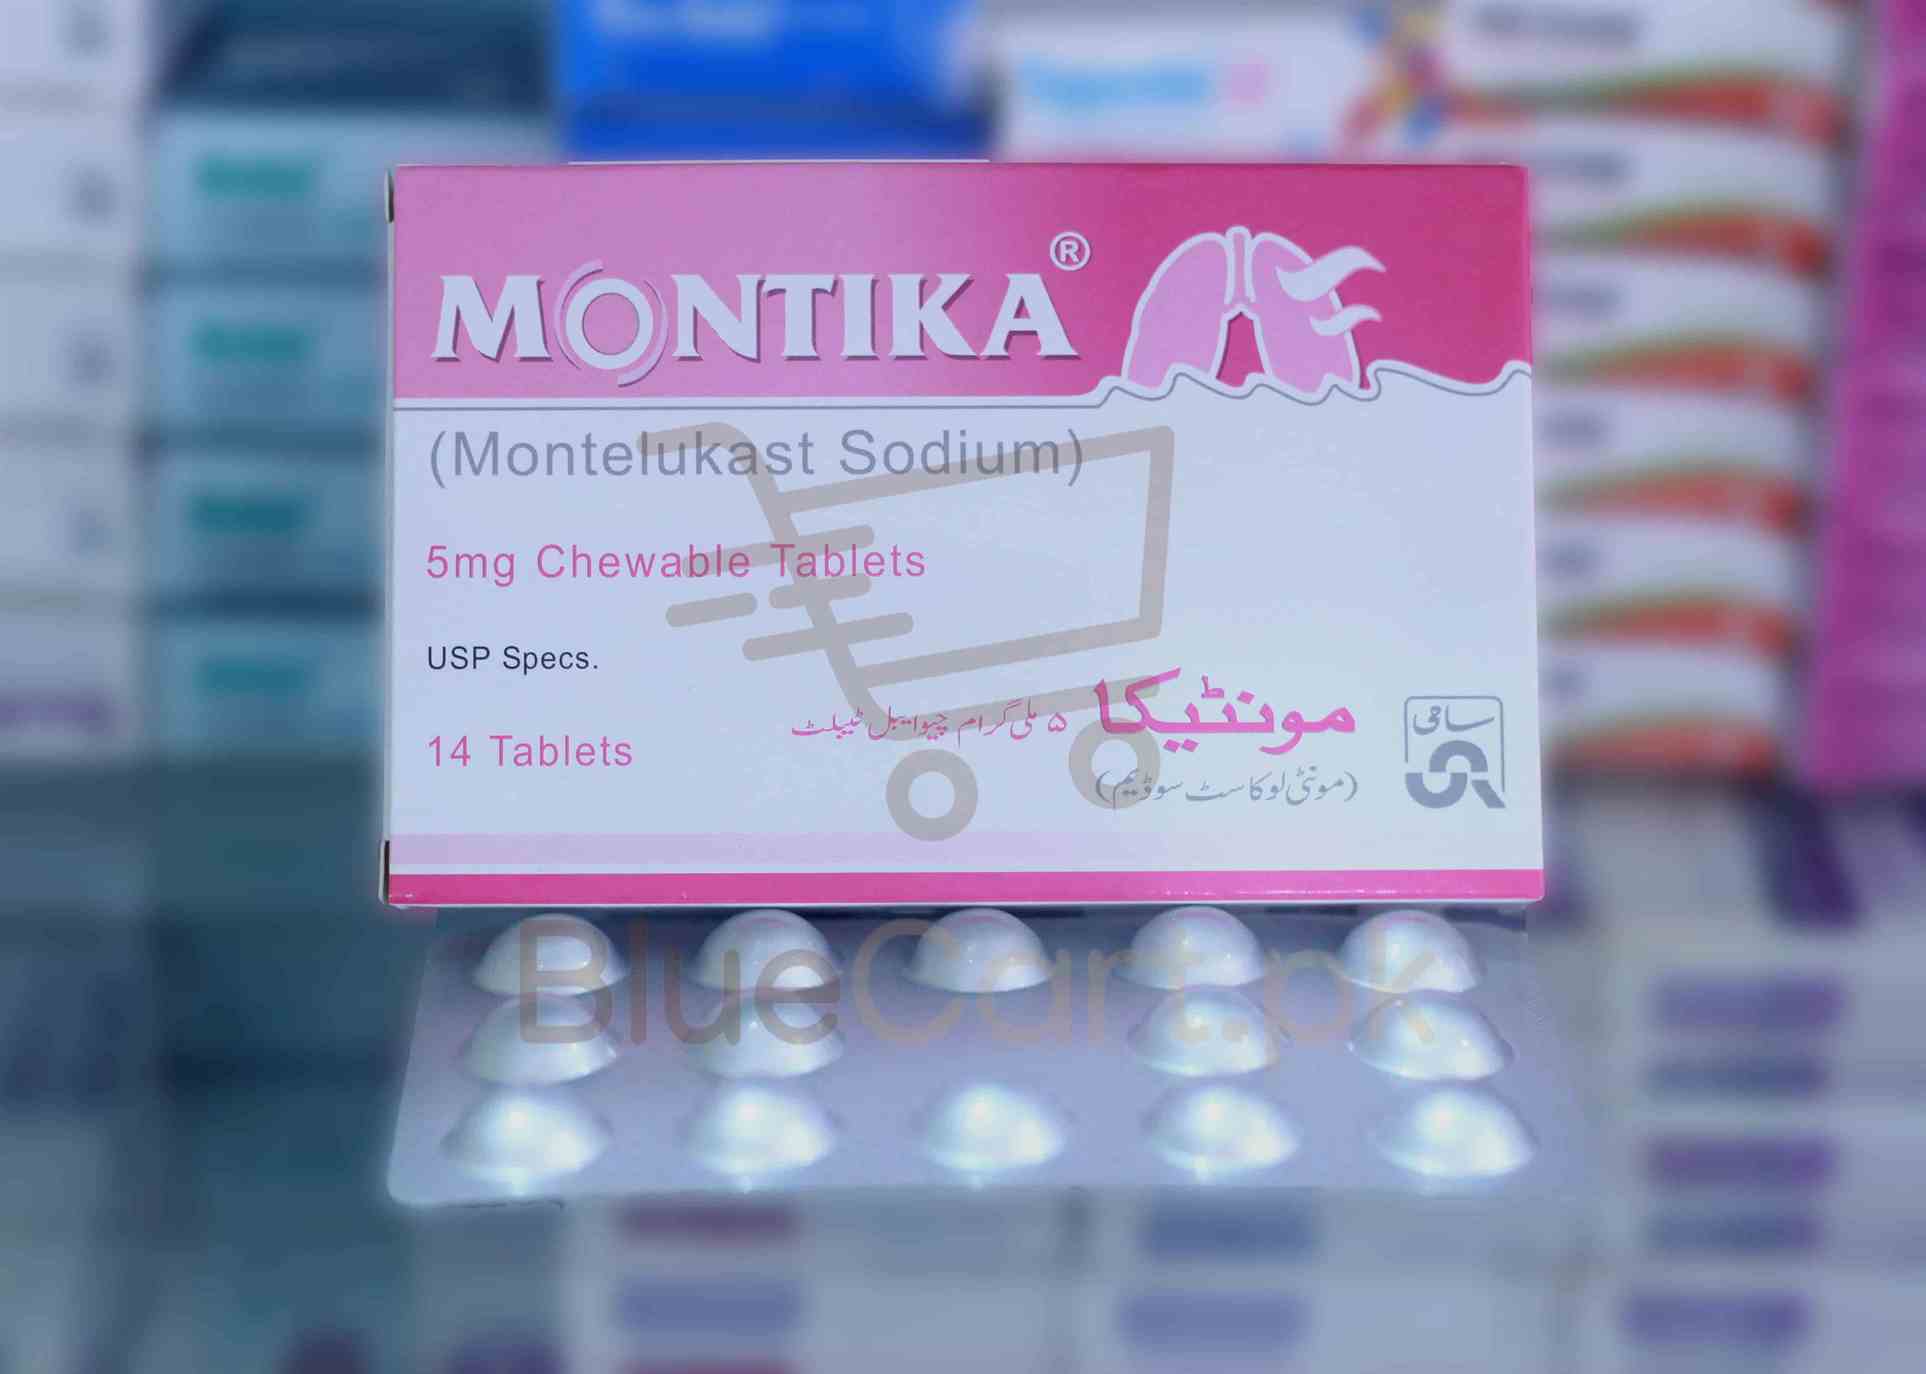 MONTIKA®
(Montelukast Sodium)
5mg Chewable Tablets
USP Specs.
14 Tablets
مونٹیکا ۵ ملی گرام چیوایبل ٹیبلٹ
(مونٹی لوکاسٹ سوڈیم)
سامی
BlueCart.pk